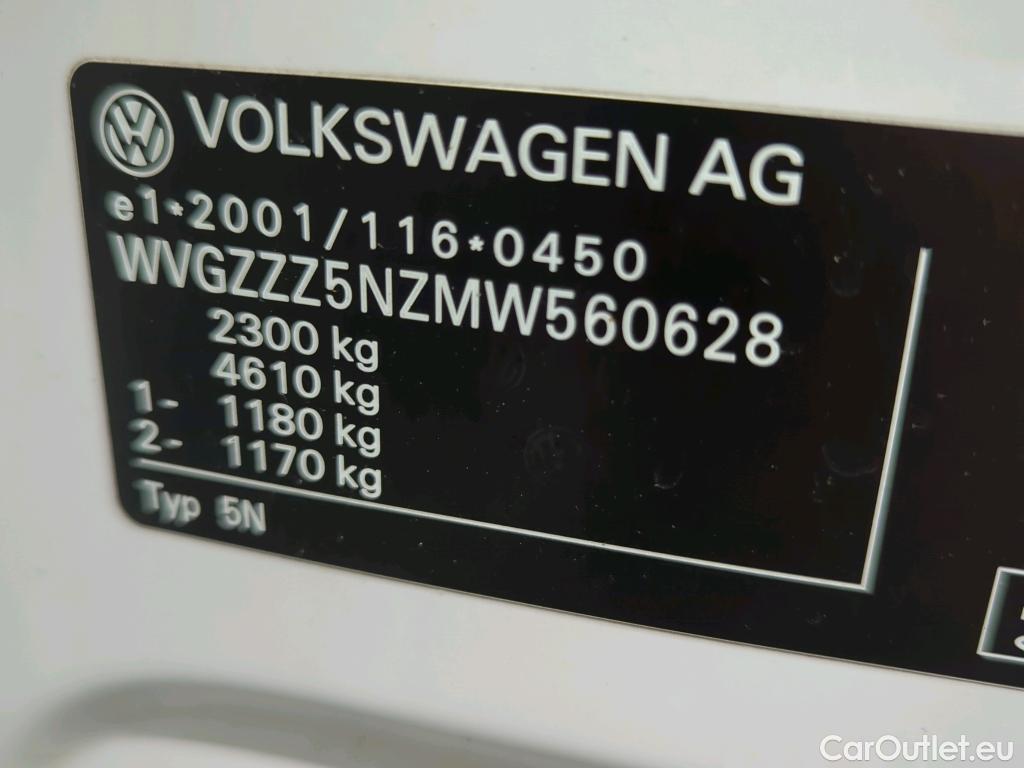 VOLKSWAGEN AG
e1*2001/116*0450
WVGZZZ5NZMW560628
2300 kg
4610 kg
1- 1180 kg
2- 1170 kg
Typ 5N
CarOutlet.eu